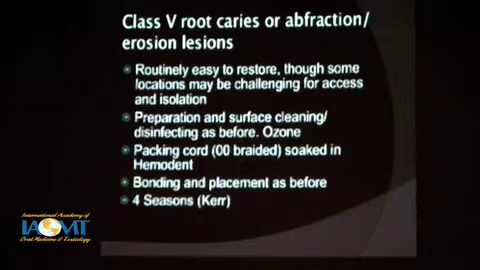 Class V root caries or abfraction/
erosion lesions
Routinely easy to restore, though some
locations may be challenging for access
and isolation
Preparation and surface cleaning/
disinfecting as before. Ozone
Packing cord (00 braided) soaked in
Hemodent
Bonding and placement as before
4 Seasons (Kerr)
International Academy of
IAOMT
Oral Medicine & Toxicology